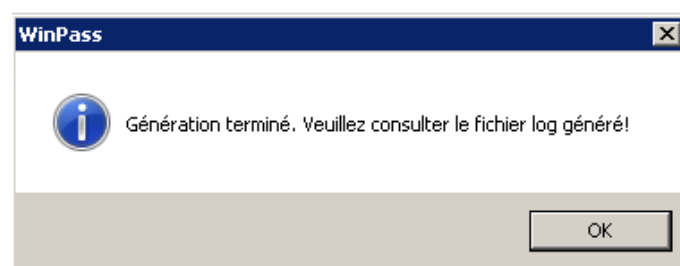 WinPass
Génération terminé. Veuillez consulter le fichier log généré!
OK